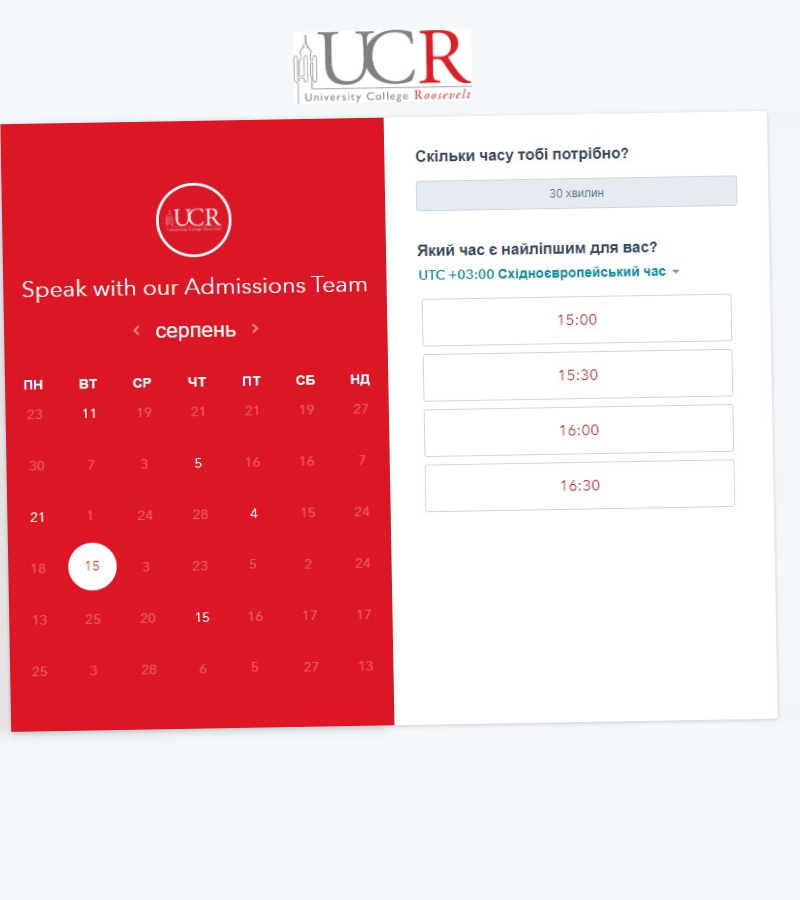 UCR
University College Roosevelt
UCR
University College Roosevelt
Speak with our Admissions Team
серпень
ПН ВТ СР ЧТ ПТ СБ НД
23 11 19 21 21 19 27
30 7 3 5 16 16 7
21 1 24 28 4 15 24
18 15 3 23 5 2 24
13 25 20 15 16 17 17
25 3 28 6 5 27 13
Скільки часу тобі потрібно?
30 хвилин
Який час є найліпшим для вас?
UTC +03:00 Східноєвропейський час
15:00
15:30
16:00
16:30